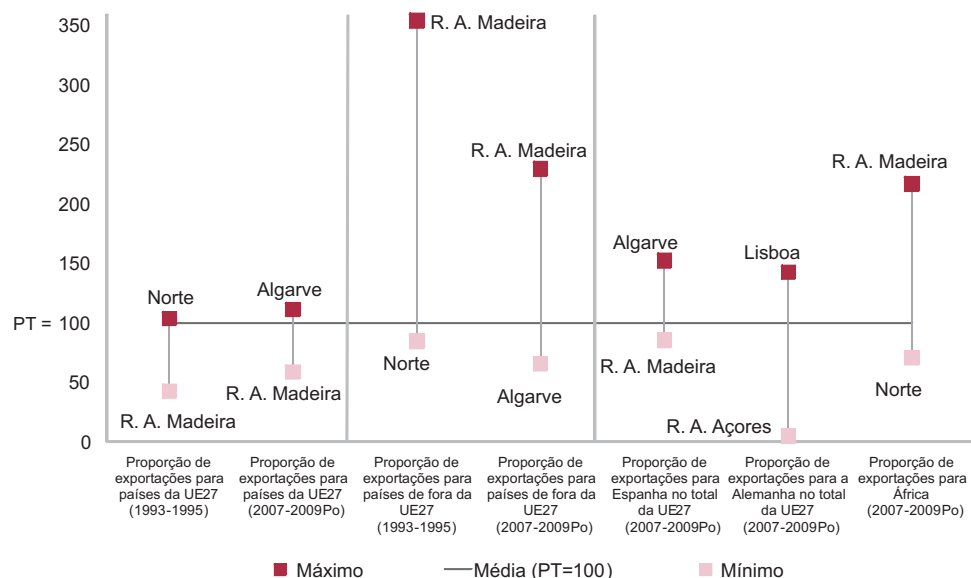 350
300
250
200
150
PT = 100
50
0
R. A. Madeira
R. A. Madeira
R. A. Madeira
Algarve
Lisboa
Norte
Algarve
Norte
R. A. Madeira
Norte
R. A. Madeira
Algarve
R. A. Madeira
R. A. Açores
Proporção de
exportações para
países da UE27
(1993-1995)
Proporção de
exportações para
países da UE27
(2007-2009Po)
Proporção de
exportações para
países de fora da
UE27
(1993-1995)
Proporção de
exportações para
países de fora da
UE27
(2007-2009Po)
Proporção de
exportações para
Espanha no total
da UE27
(2007-2009Po)
Proporção de
exportações para a
Alemanha no total
da UE27
(2007-2009Po)
Proporção de
exportações para
África
(2007-2009Po)
Máximo
Média (PT=100)
Mínimo